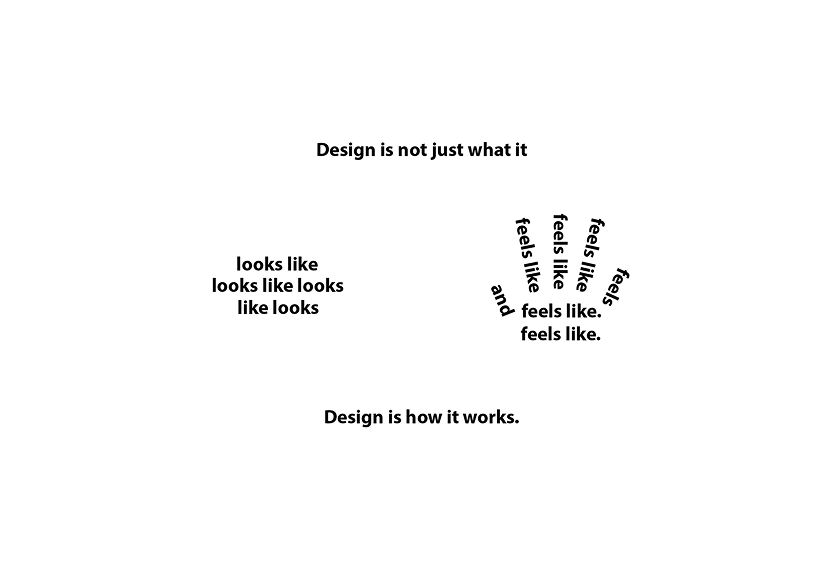 Design is not just what it
looks like
looks like looks
like looks
and
feels like
feels like
feels like
feels
feels like.
feels like.
Design is how it works.